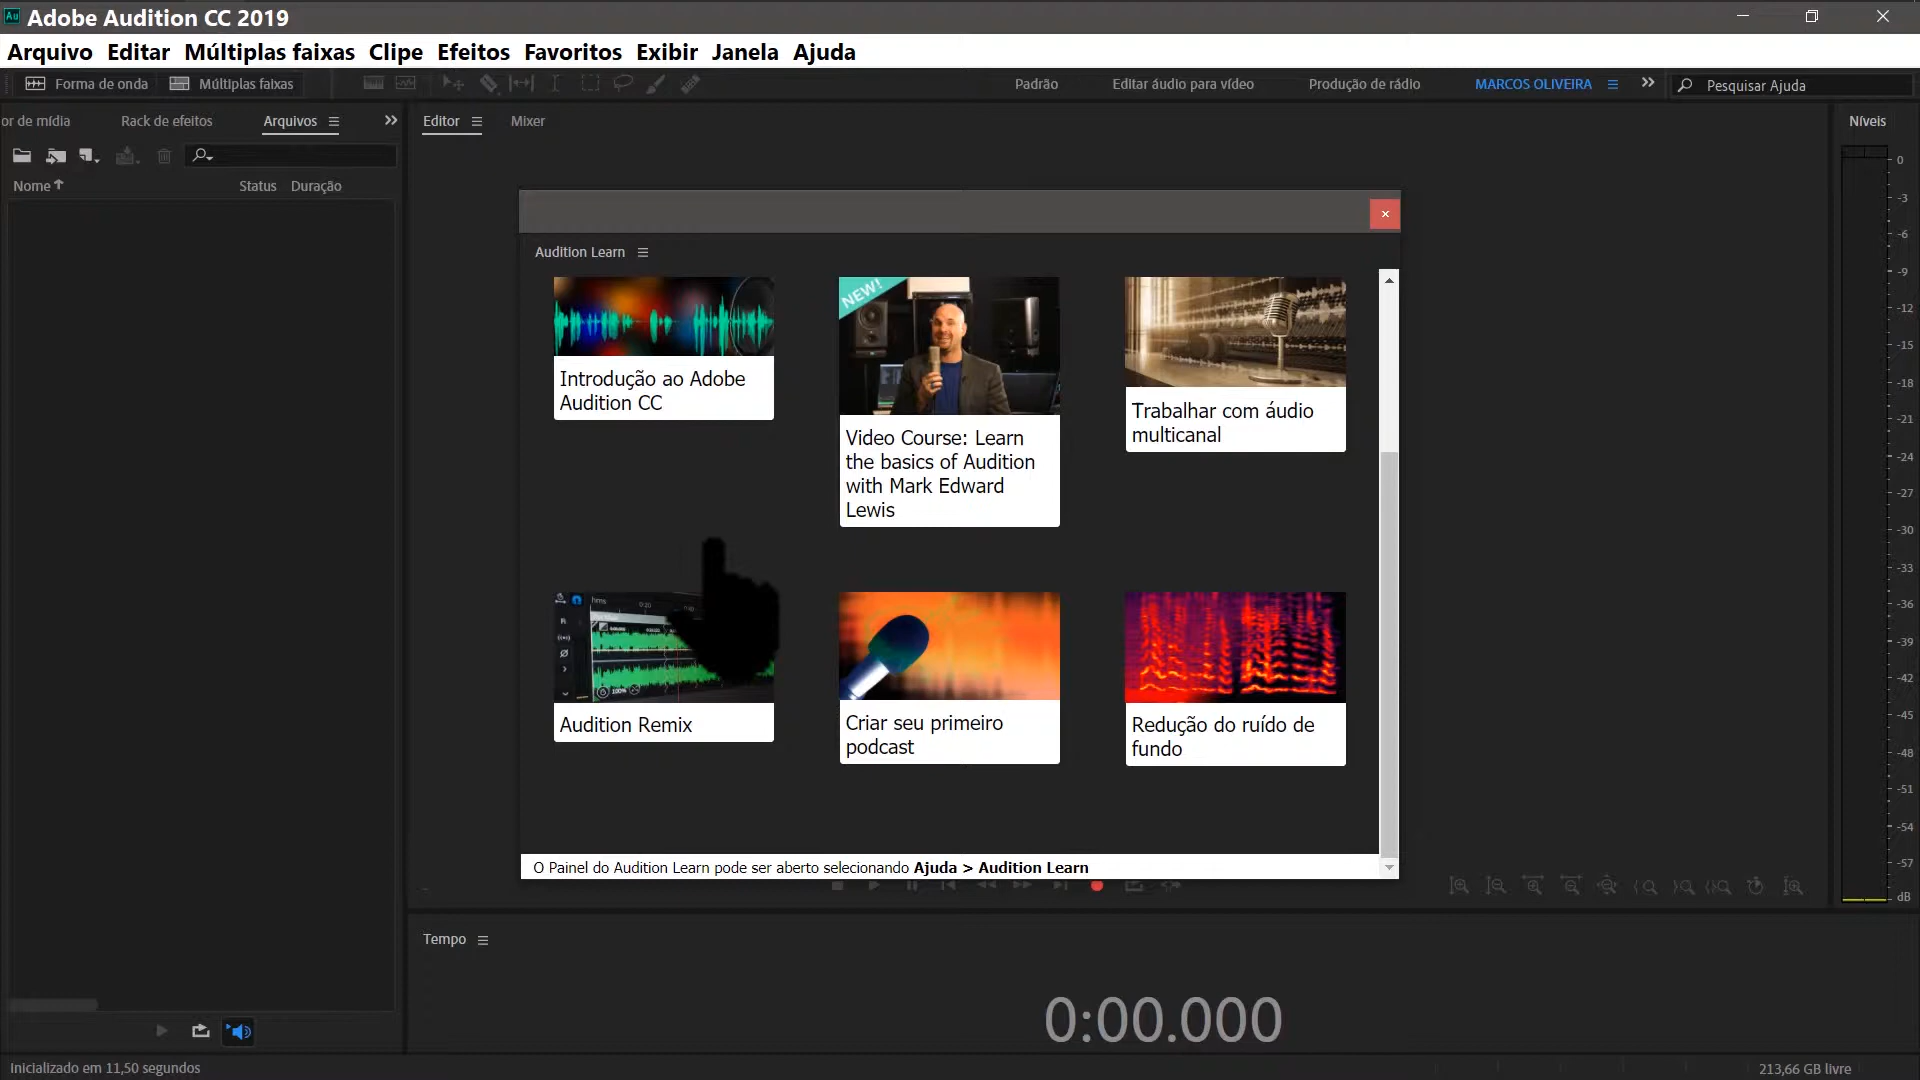 Au Adobe Audition CC 2019
Arquivo Editar Múltiplas faixas Clipe Efeitos Favoritos Exibir Janela Ajuda
Forma de onda Múltiplas faixas Padrão Editar áudio para vídeo Produção de rádio MARCOS OLIVEIRA Pesquisar Ajuda
or de mídia Rack de efeitos Arquivos Editor Mixer Níveis
Nome Status Duração
Audition Learn
NEW!
Introdução ao Adobe
Audition CC
Video Course: Learn
the basics of Audition
with Mark Edward
Lewis
Trabalhar com áudio
multicanal
hms
100%
Audition Remix
Criar seu primeiro
podcast
Redução do ruído de
fundo
O Painel do Audition Learn pode ser aberto selecionando Ajuda > Audition Learn
0
-3
-6
-9
-12
-15
-18
-21
-24
-27
-30
-33
-36
-39
-42
-45
-48
-51
-54
-57
dB
Tempo
0:00.000
Inicializado em 11,50 segundos
213,66 GB livre